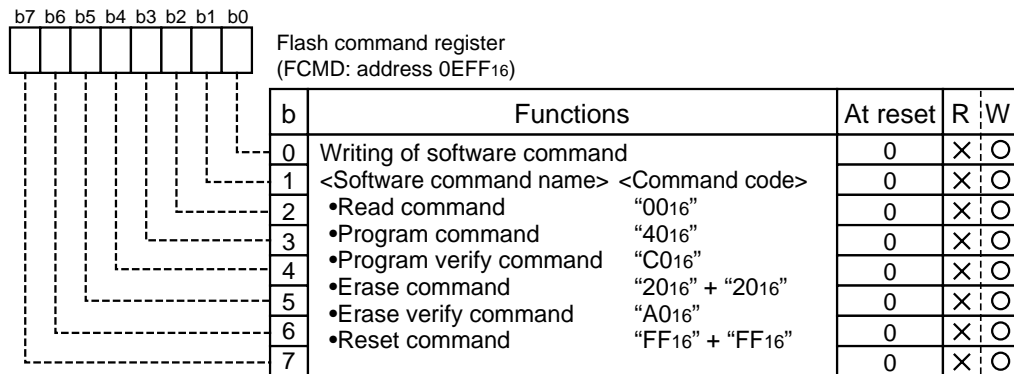 b7 b6 b5 b4 b3 b2 b1 b0
Flash command register
(FCMD: address 0EFF16)
b Functions At reset R W
0 Writing of software command 0 × ○
1 <Software command name> <Command code> 0 × ○
2 •Read command “0016” 0 × ○
3 •Program command “4016” 0 × ○
4 •Program verify command “C016” 0 × ○
5 •Erase command “2016” + “2016” 0 × ○
•Erase verify command “A016”
6 •Reset command “FF16” + “FF16” 0 × ○
7 0 × ○